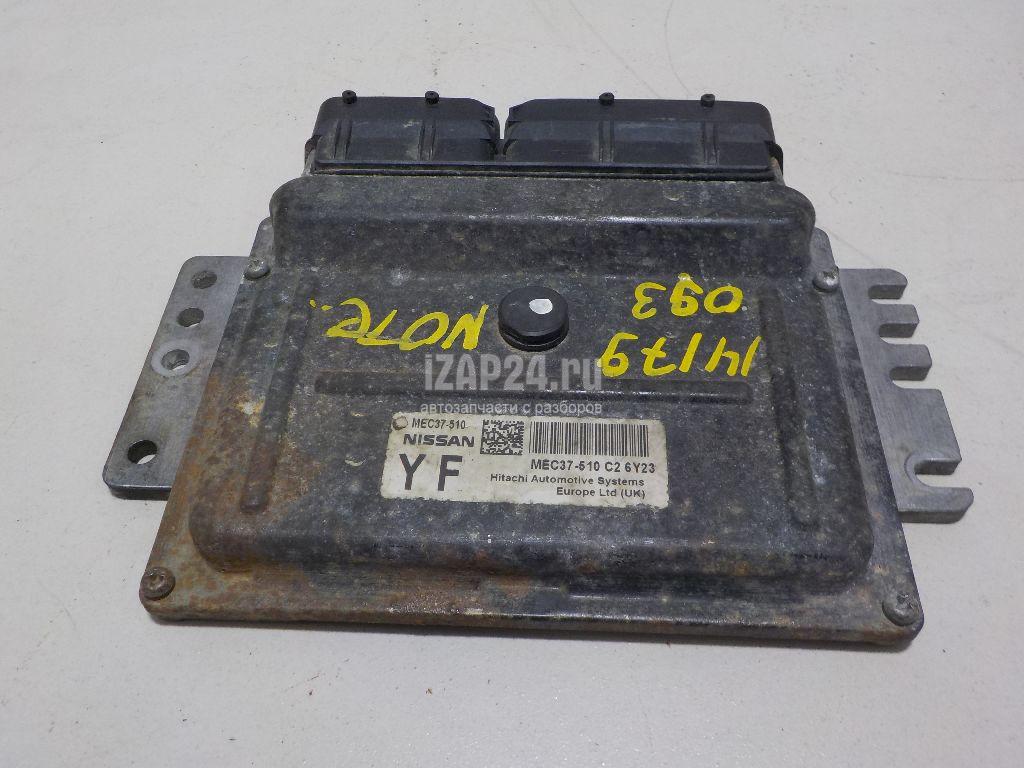 NOTE..
14179
093
iZAP24.ru
автозапчасти с разборов
MEC37-510
NISSAN
YF
MEC37-510 C2 6Y23
Hitachi Automotive Systems
Europe Ltd (UK)